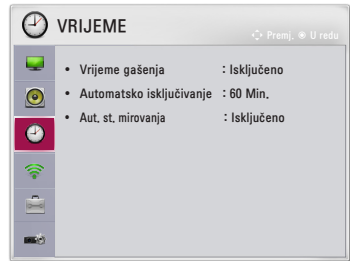 VRIJEME
Premj. U redu
• Vrijeme gašenja : Isključeno
• Automatsko isključivanje : 60 Min.
• Aut. st. mirovanja : Isključeno